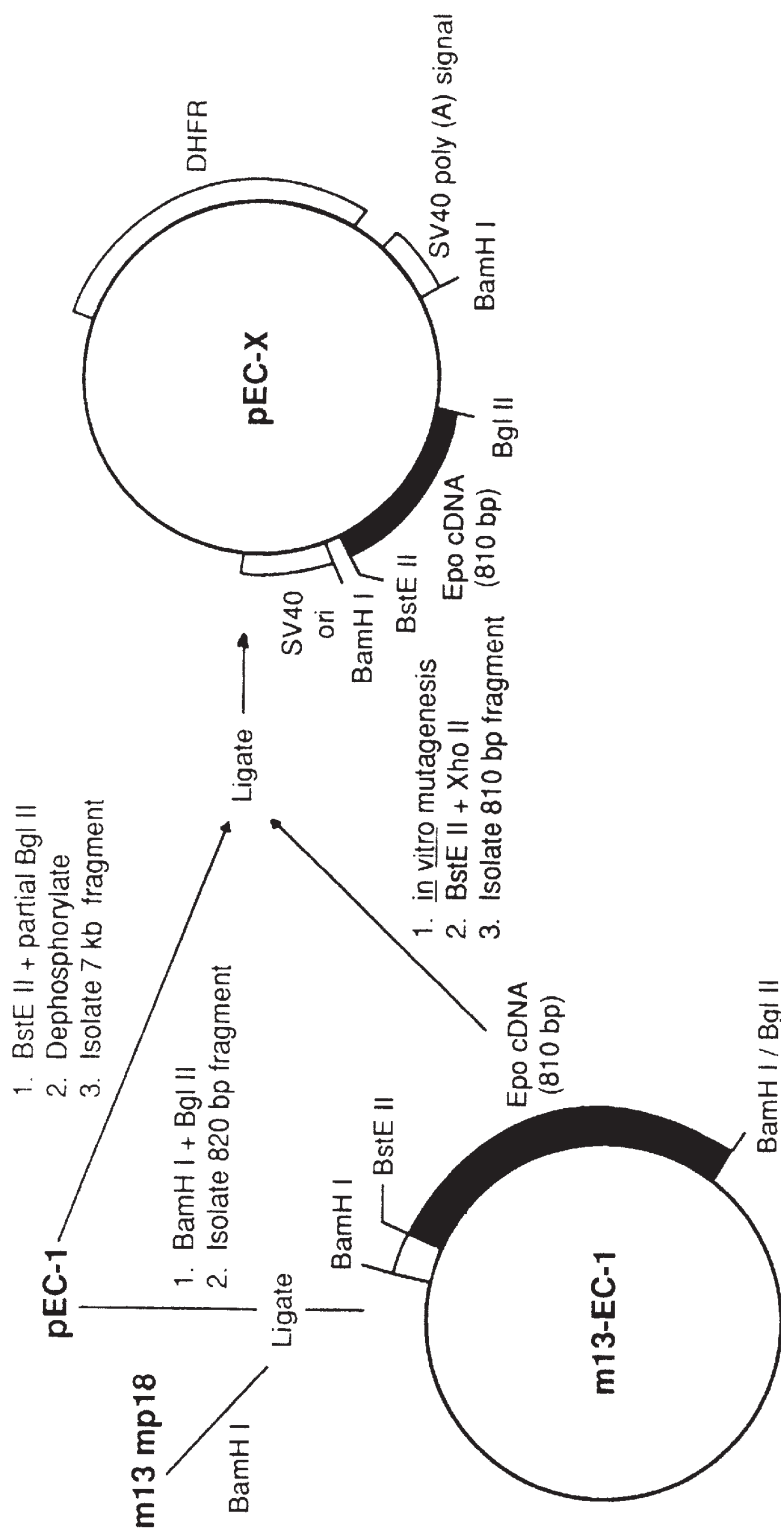 m13 mp18
BamH I
pEC-1
1. BstE II + partial Bgl II
2. Dephosphorylate
3. Isolate 7 kb fragment
1. BamH I + Bgl II
2. Isolate 820 bp fragment
Ligate
Ligate
BamH I
BstE II
Epo cDNA
(810 bp)
BamH I / Bgl II
m13-EC-1
1. in vitro mutagenesis
2. BstE II + Xho II
3. Isolate 810 bp fragment
DHFR
SV40 poly (A) signal
BamH I
pEC-X
SV40
ori
BamH I
BstE II
Epo cDNA
(810 bp)
Bgl II